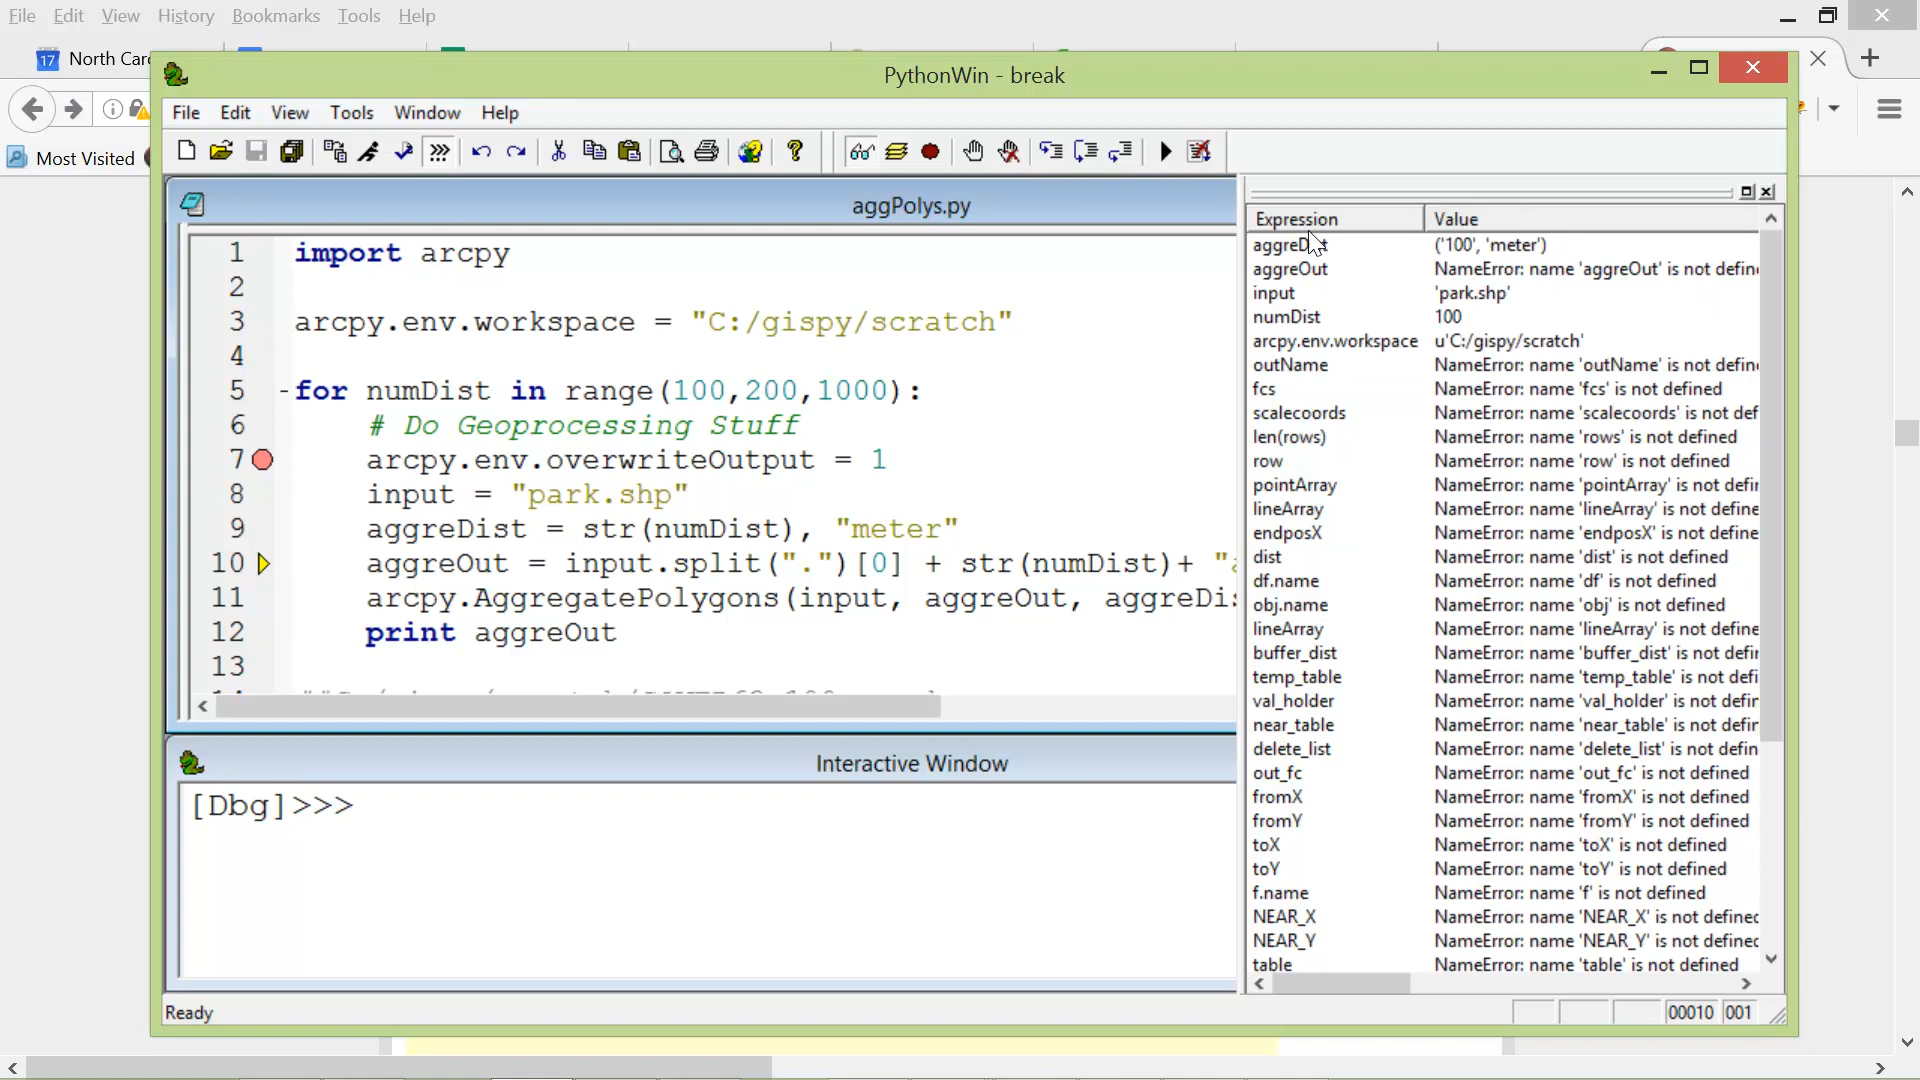 File Edit View History Bookmarks Tools Help
17 North Car
PythonWin - break
File Edit View Tools Window Help
Most Visited
aggPolys.py
1 import arcpy
2
3 arcpy.env.workspace = "C:/gispy/scratch"
4
5 -for numDist in range(100,200,1000):
6 # Do Geoprocessing Stuff
7 arcpy.env.overwriteOutput = 1
8 input = "park.shp"
9 aggreDist = str(numDist), "meter"
10 aggreOut = input.split(".")[0] + str(numDist)+ "
11 arcpy.AggregatePolygons(input, aggreOut, aggreDis
12 print aggreOut
13
Interactive Window
[Dbg]>>>
Expression Value
('100', 'meter')
aggreOut NameError: name 'aggreOut' is not define
input 'park.shp'
numDist 100
arcpy.env.workspace u'C:/gispy/scratch'
outName NameError: name 'outName' is not define
fcs NameError: name 'fcs' is not defined
scalecoords NameError: name 'scalecoords' is not def
len(rows) NameError: name 'rows' is not defined
row NameError: name 'row' is not defined
pointArray NameError: name 'pointArray' is not defin
lineArray NameError: name 'lineArray' is not define
endposX NameError: name 'endposX' is not define
dist NameError: name 'dist' is not defined
df.name NameError: name 'df' is not defined
obj.name NameError: name 'obj' is not defined
lineArray NameError: name 'lineArray' is not define
buffer_dist NameError: name 'buffer_dist' is not defin
temp_table NameError: name 'temp_table' is not defi
val_holder NameError: name 'val_holder' is not defin
near_table NameError: name 'near_table' is not defin
delete_list NameError: name 'delete_list' is not defin
out_fc NameError: name 'out_fc' is not defined
fromX NameError: name 'fromX' is not defined
fromY NameError: name 'fromY' is not defined
toX NameError: name 'toX' is not defined
toY NameError: name 'toY' is not defined
f.name NameError: name 'f' is not defined
NEAR_X NameError: name 'NEAR_X' is not defined
NEAR_Y NameError: name 'NEAR_Y' is not defined
table NameError: name 'table' is not defined
Ready 00010 001